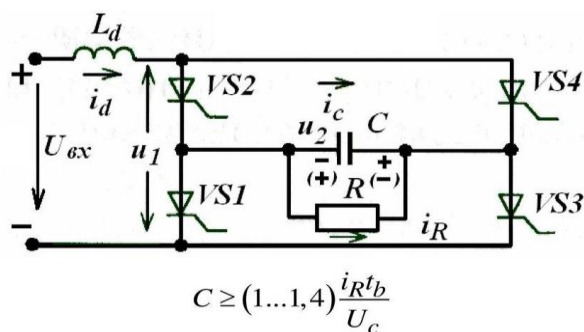 L_d
+ i_d VS2 i_c VS4
U_вх u_1 u_2 C
− +
(+) R (−)
VS1 VS3
− i_R
C ≥ (1...1,4) i_R t_b / U_c